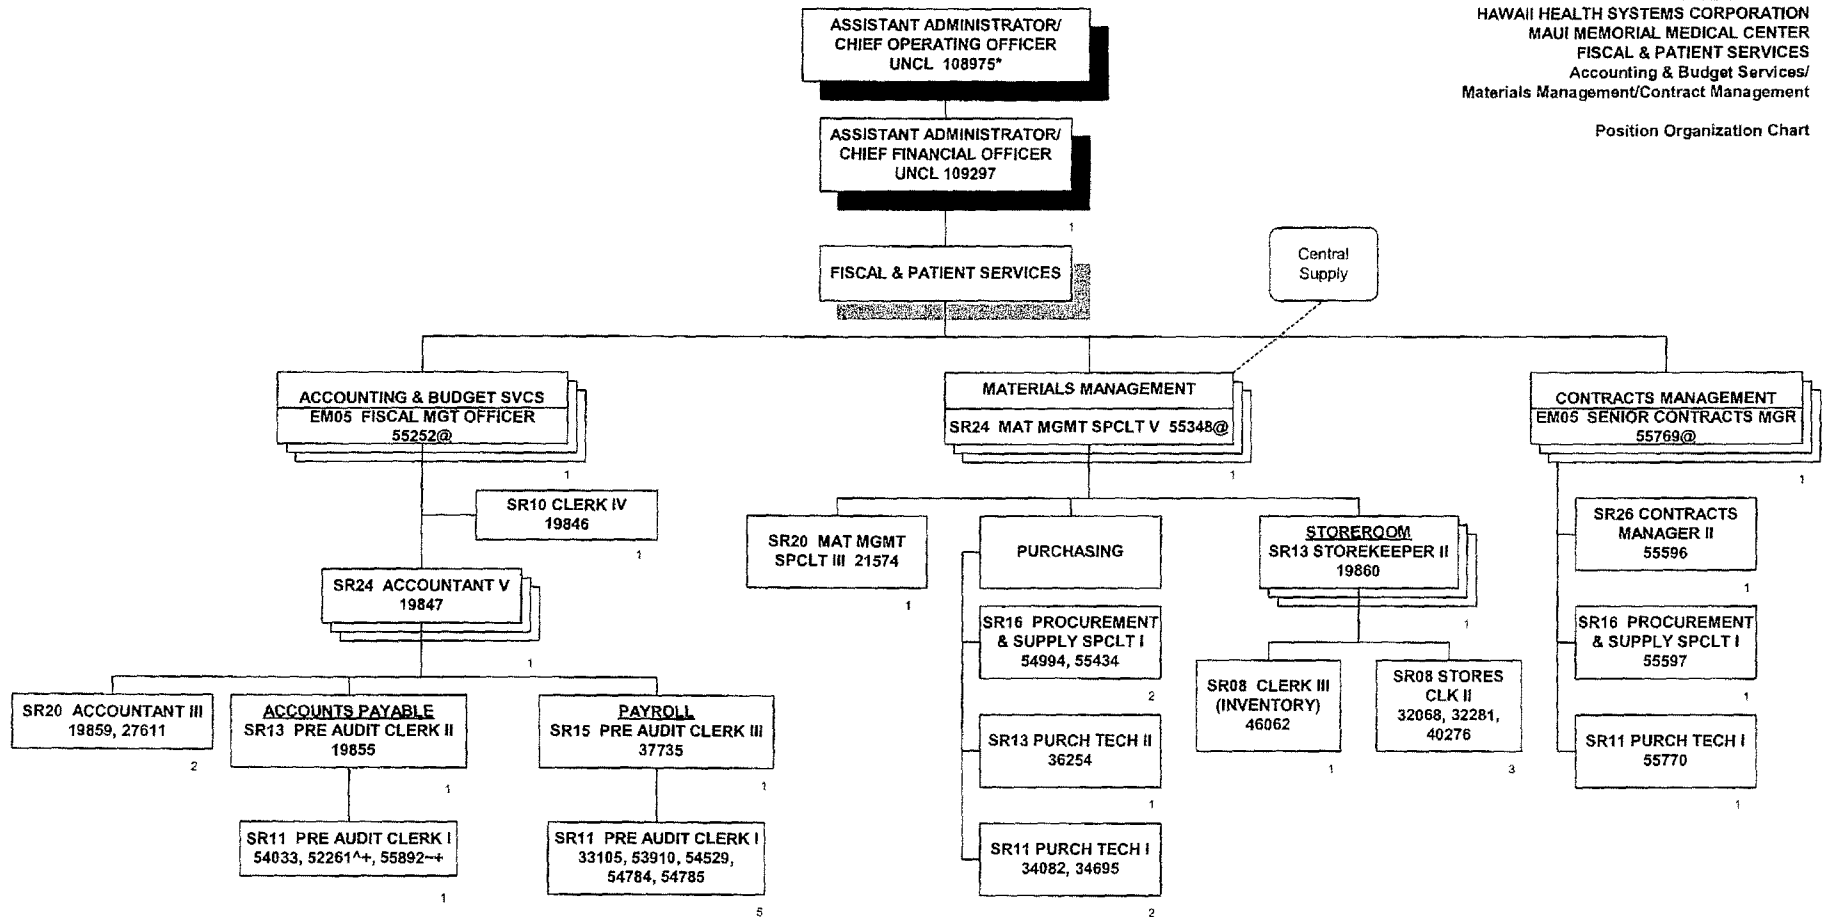 HAWAII HEALTH SYSTEMS CORPORATION
MAUI MEMORIAL MEDICAL CENTER
FISCAL & PATIENT SERVICES
Accounting & Budget Services/
Materials Management/Contract Management
Position Organization Chart
ASSISTANT ADMINISTRATOR/
CHIEF OPERATING OFFICER
UNCL 108975*
ASSISTANT ADMINISTRATOR/
CHIEF FINANCIAL OFFICER
UNCL 109297
1
FISCAL & PATIENT SERVICES
Central
Supply
ACCOUNTING & BUDGET SVCS
EM05 FISCAL MGT OFFICER
55252@
1
SR10 CLERK IV
19846
1
SR24 ACCOUNTANT V
19847
1
SR20 ACCOUNTANT III
19859, 27611
2
ACCOUNTS PAYABLE
SR13 PRE AUDIT CLERK II
19855
1
SR11 PRE AUDIT CLERK I
54033, 52261^+, 55892~+
1
PAYROLL
SR15 PRE AUDIT CLERK III
37735
1
SR11 PRE AUDIT CLERK I
33105, 53910, 54529,
54784, 54785
5
MATERIALS MANAGEMENT
SR24 MAT MGMT SPCLT V 55348@
1
SR20 MAT MGMT
SPCLT III 21574
1
PURCHASING
SR16 PROCUREMENT
& SUPPLY SPCLT I
54994, 55434
2
SR13 PURCH TECH II
36254
1
SR11 PURCH TECH I
34082, 34695
2
STOREROOM
SR13 STOREKEEPER II
19860
1
SR08 CLERK III
(INVENTORY)
46062
1
SR08 STORES
CLK II
32068, 32281,
40276
3
CONTRACTS MANAGEMENT
EM05 SENIOR CONTRACTS MGR
55769@
1
SR26 CONTRACTS
MANAGER II
55596
1
SR16 PROCUREMENT
& SUPPLY SPCLT I
55597
1
SR11 PURCH TECH I
55770
1